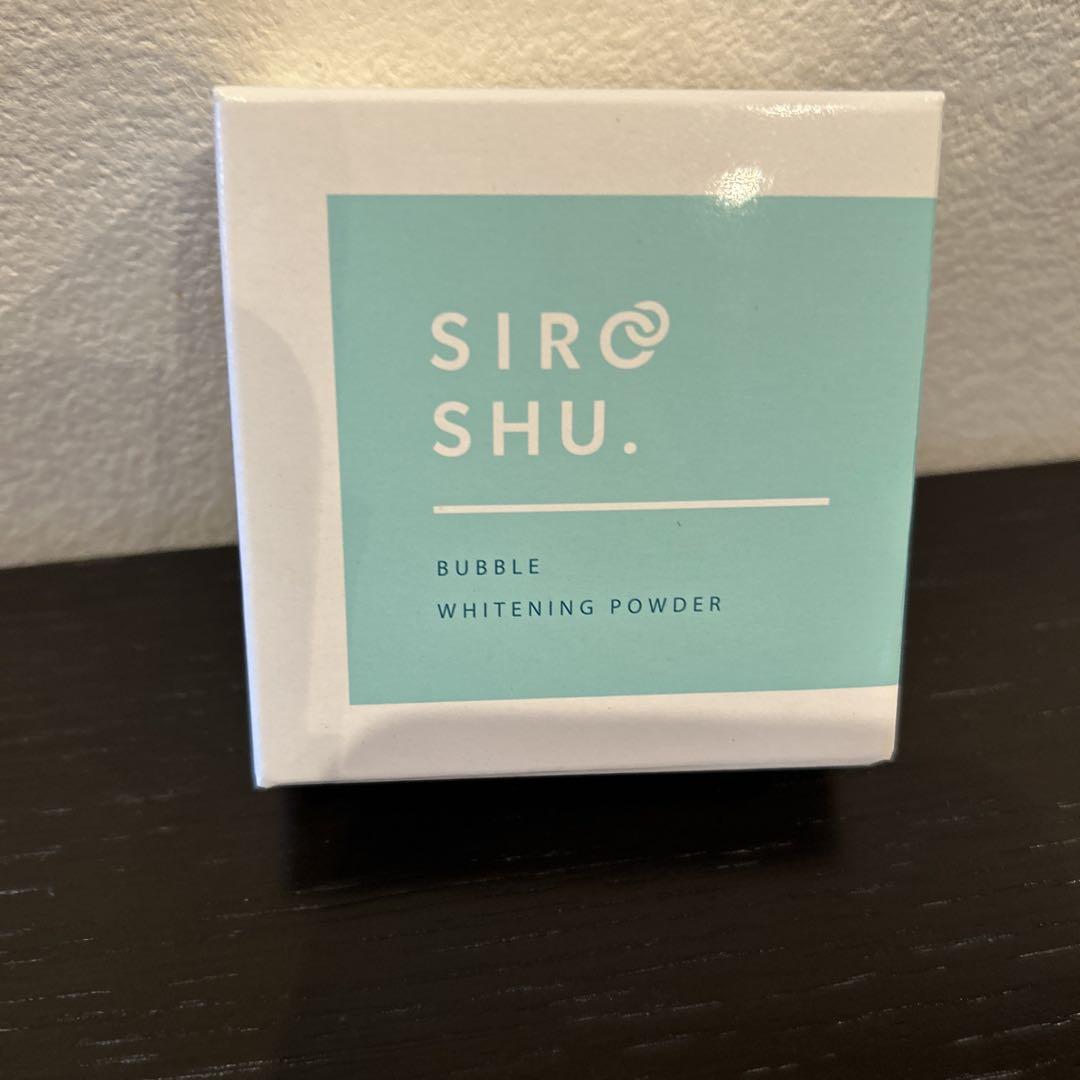 SIRO
SHU.
BUBBLE
WHITENING POWDER